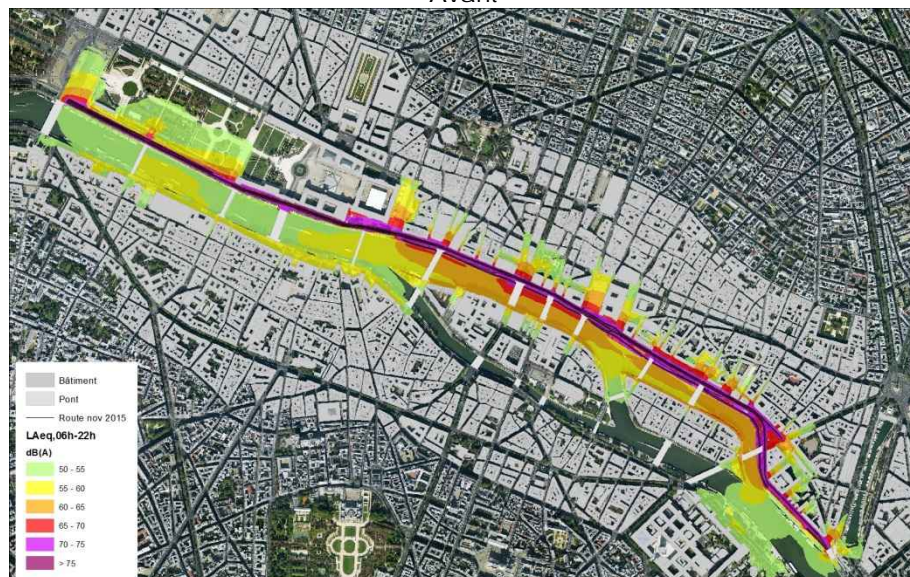 Avant
Bâtiment
Pont
Route nov 2015
LAeq,06h-22h
dB(A)
50 - 55
55 - 60
60 - 65
65 - 70
70 - 75
> 75